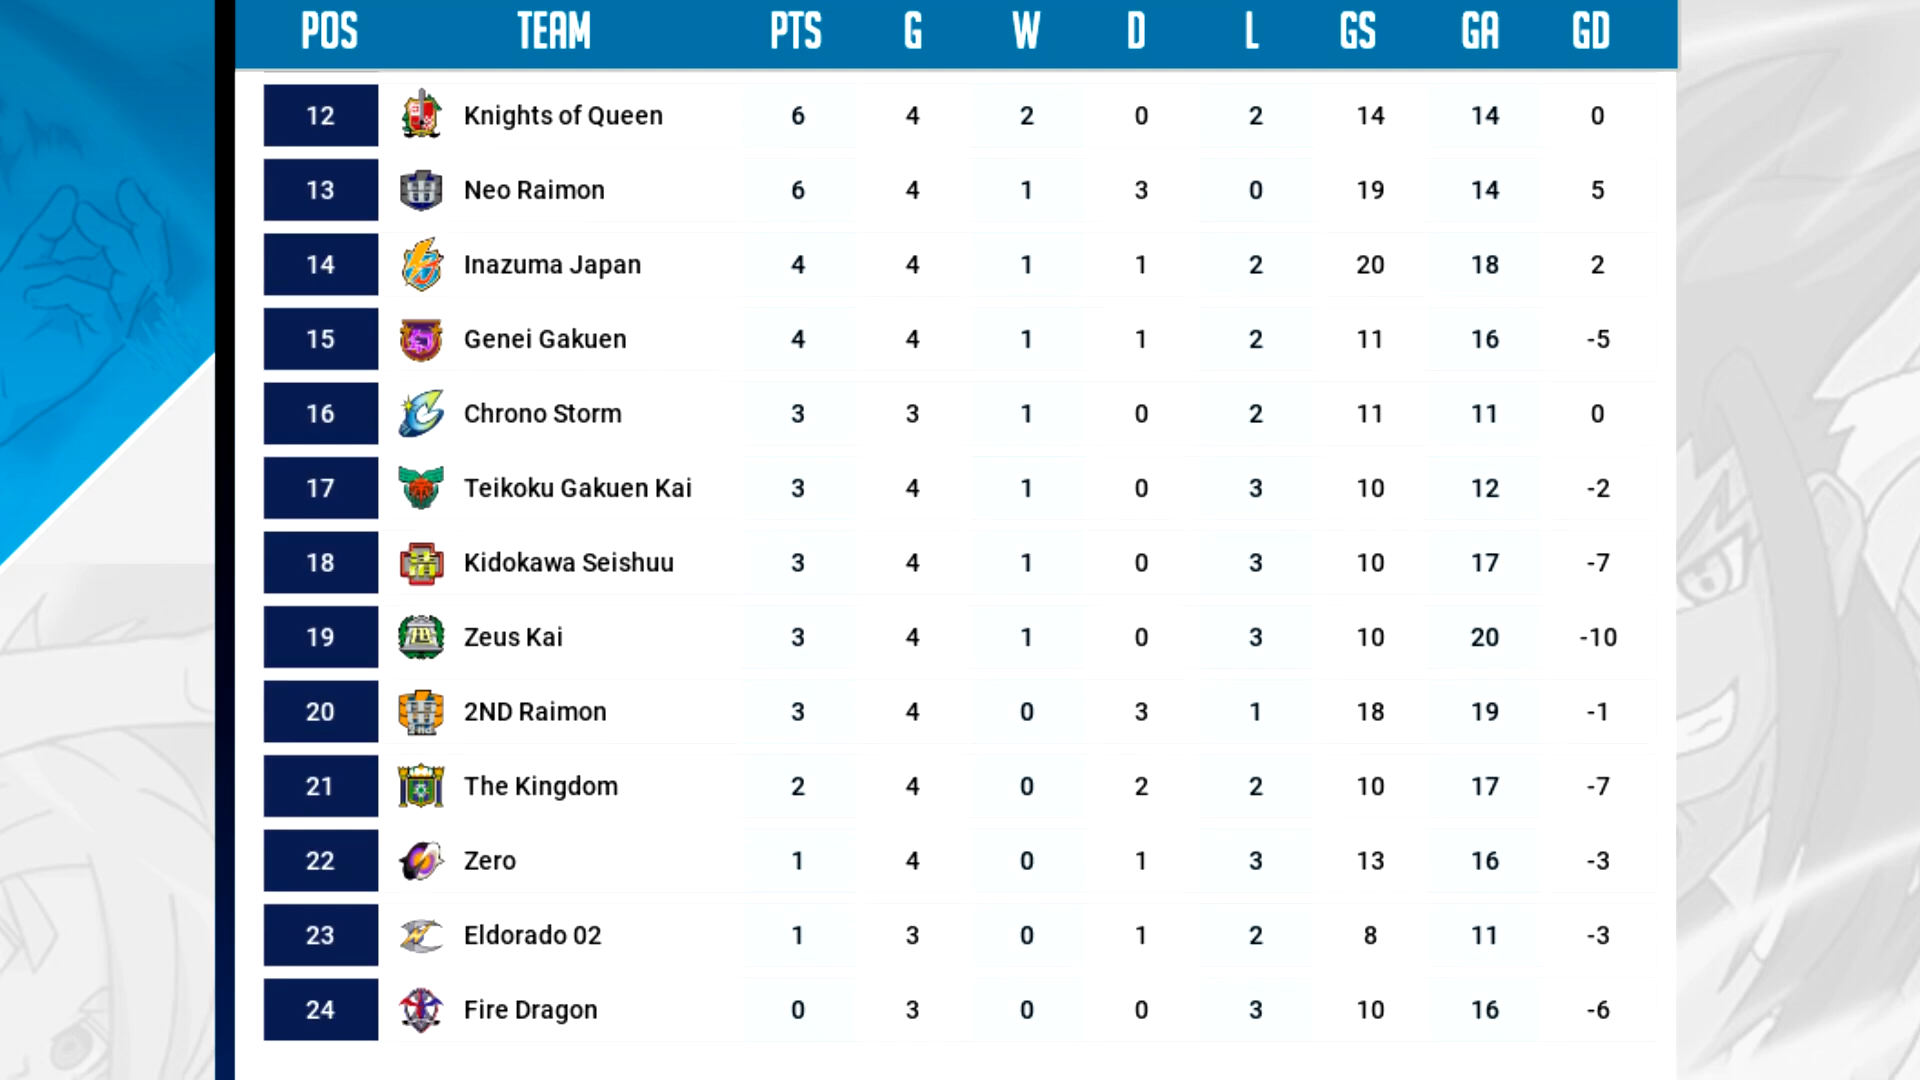 POS TEAM PTS G W D L GS GA GD
12 Knights of Queen 6 4 2 0 2 14 14 0
13 Neo Raimon 6 4 1 3 0 19 14 5
14 Inazuma Japan 4 4 1 1 2 20 18 2
15 Genei Gakuen 4 4 1 1 2 11 16 -5
16 Chrono Storm 3 3 1 0 2 11 11 0
17 Teikoku Gakuen Kai 3 4 1 0 3 10 12 -2
18 Kidokawa Seishuu 3 4 1 0 3 10 17 -7
19 Zeus Kai 3 4 1 0 3 10 20 -10
20 2ND Raimon 3 4 0 3 1 18 19 -1
21 The Kingdom 2 4 0 2 2 10 17 -7
22 Zero 1 4 0 1 3 13 16 -3
23 Eldorado 02 1 3 0 1 2 8 11 -3
24 Fire Dragon 0 3 0 0 3 10 16 -6